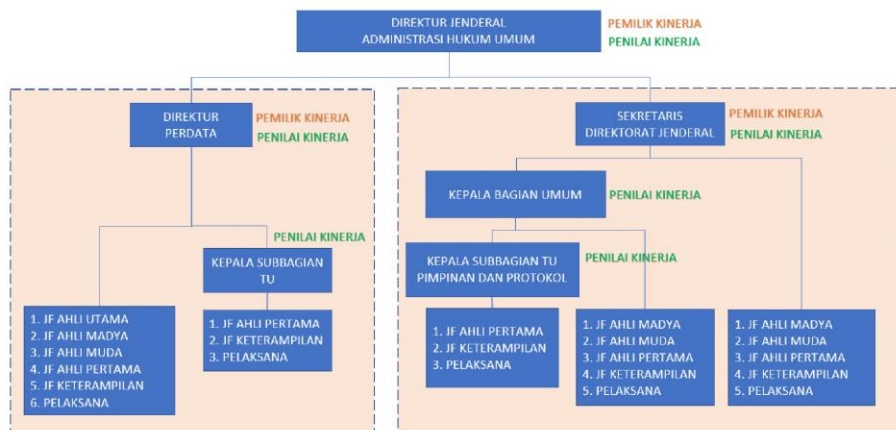 DIREKTUR JENDERAL
ADMINISTRASI HUKUM UMUM
PEMILIK KINERJA
PENILAI KINERJA
DIREKTUR
PERDATA
PEMILIK KINERJA
PENILAI KINERJA
PENILAI KINERJA
KEPALA SUBBAGIAN
TU
1. JF AHLI UTAMA
2. JF AHLI MADYA
3. JF AHLI MUDA
4. JF AHLI PERTAMA
5. JF KETERAMPILAN
6. PELAKSANA
1. JF AHLI PERTAMA
2. JF KETERAMPILAN
3. PELAKSANA
SEKRETARIS
DIREKTORAT JENDERAL
PEMILIK KINERJA
PENILAI KINERJA
KEPALA BAGIAN UMUM
PENILAI KINERJA
KEPALA SUBBAGIAN TU
PIMPINAN DAN PROTOKOL
PENILAI KINERJA
1. JF AHLI PERTAMA
2. JF KETERAMPILAN
3. PELAKSANA
1. JF AHLI MADYA
2. JF AHLI MUDA
3. JF AHLI PERTAMA
4. JF KETERAMPILAN
5. PELAKSANA
1. JF AHLI MADYA
2. JF AHLI MUDA
3. JF AHLI PERTAMA
4. JF KETERAMPILAN
5. PELAKSANA